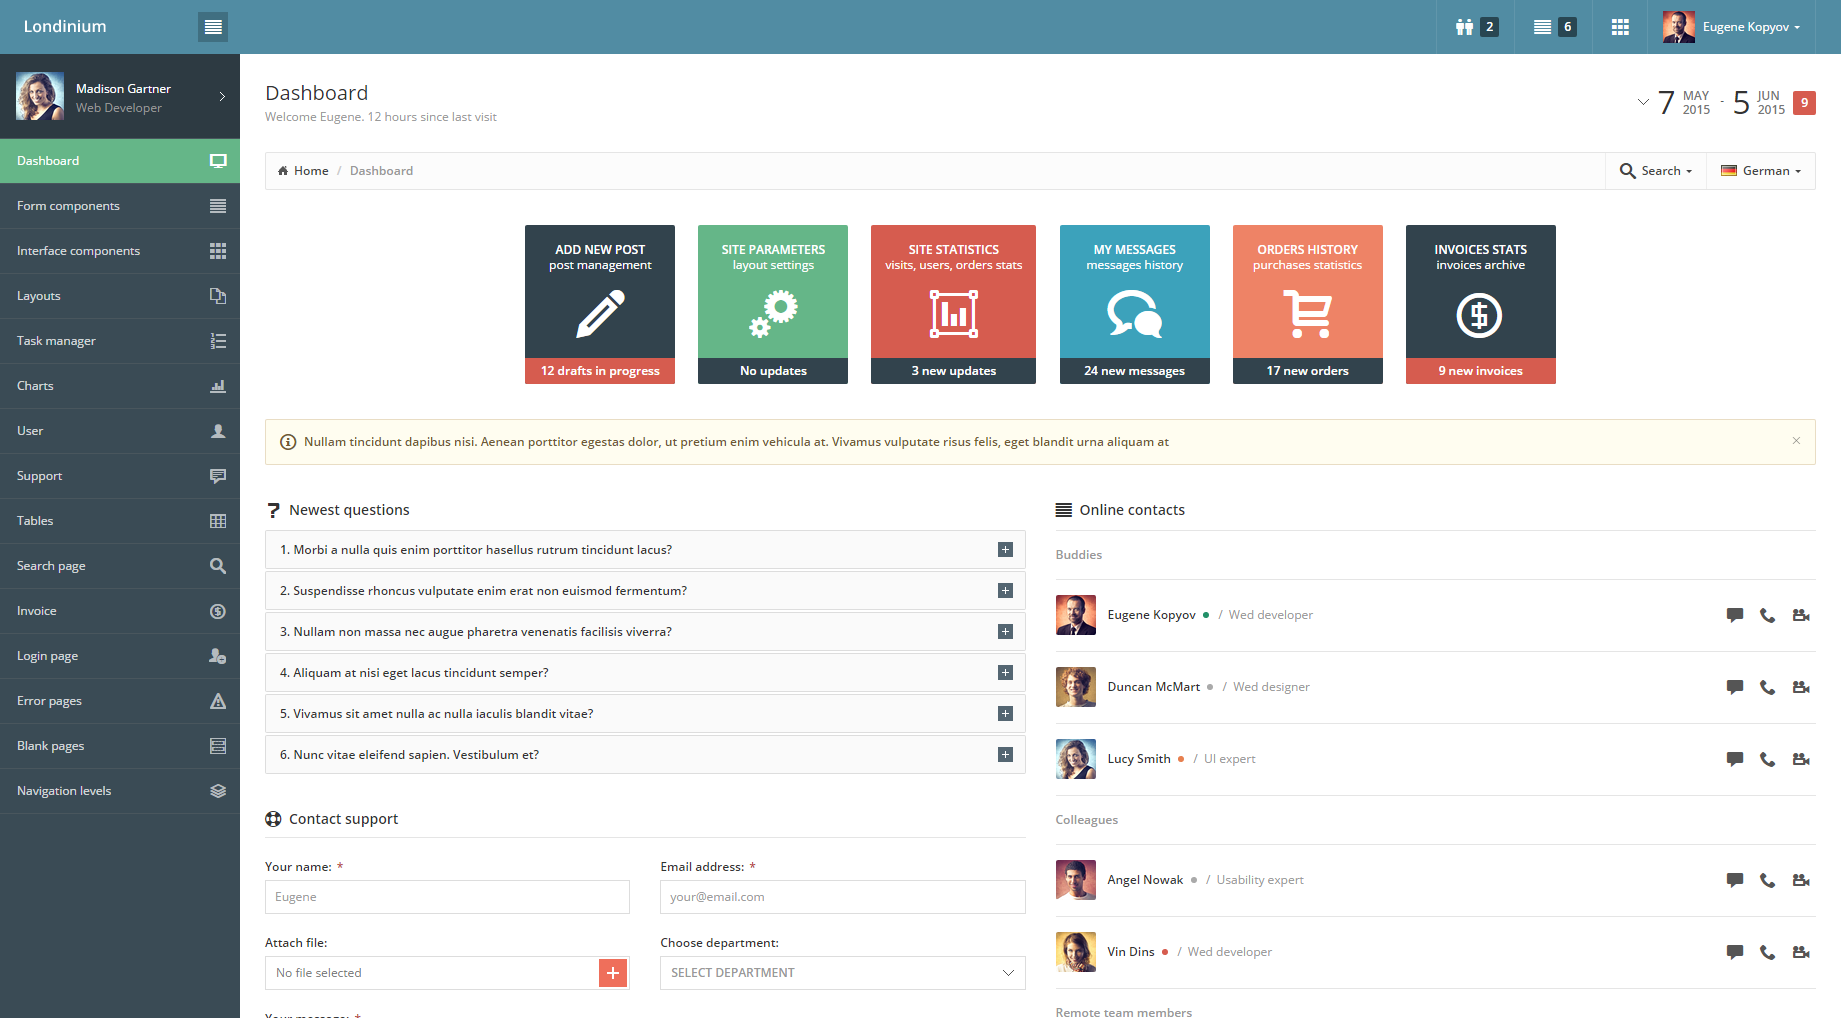 Londinium
2
6
Eugene Kopyov
Madison Gartner
Web Developer
Dashboard
Form components
Interface components
Layouts
Task manager
Charts
User
Support
Tables
Search page
Invoice
Login page
Error pages
Blank pages
Navigation levels
Dashboard
Welcome Eugene. 12 hours since last visit
7 MAY 2015 - 5 JUN 2015 9
Home / Dashboard
Search
German
ADD NEW POST
post management
12 drafts in progress
SITE PARAMETERS
layout settings
No updates
SITE STATISTICS
visits, users, orders stats
3 new updates
MY MESSAGES
messages history
24 new messages
ORDERS HISTORY
purchases statistics
17 new orders
INVOICES STATS
invoices archive
9 new invoices
Nullam tincidunt dapibus nisi. Aenean porttitor egestas dolor, ut pretium enim vehicula at. Vivamus vulputate risus felis, eget blandit urna aliquam at
×
Newest questions
1. Morbi a nulla quis enim porttitor hasellus rutrum tincidunt lacus?
2. Suspendisse rhoncus vulputate enim erat non euismod fermentum?
3. Nullam non massa nec augue pharetra venenatis facilisis viverra?
4. Aliquam at nisi eget lacus tincidunt semper?
5. Vivamus sit amet nulla ac nulla iaculis blandit vitae?
6. Nunc vitae eleifend sapien. Vestibulum et?
Contact support
Your name: *
Eugene
Email address: *
your@email.com
Attach file:
No file selected
Choose department:
SELECT DEPARTMENT
Your message: *
Online contacts
Buddies
Eugene Kopyov / Wed developer
Duncan McMart / Wed designer
Lucy Smith / UI expert
Colleagues
Angel Nowak / Usability expert
Vin Dins / Wed developer
Remote team members